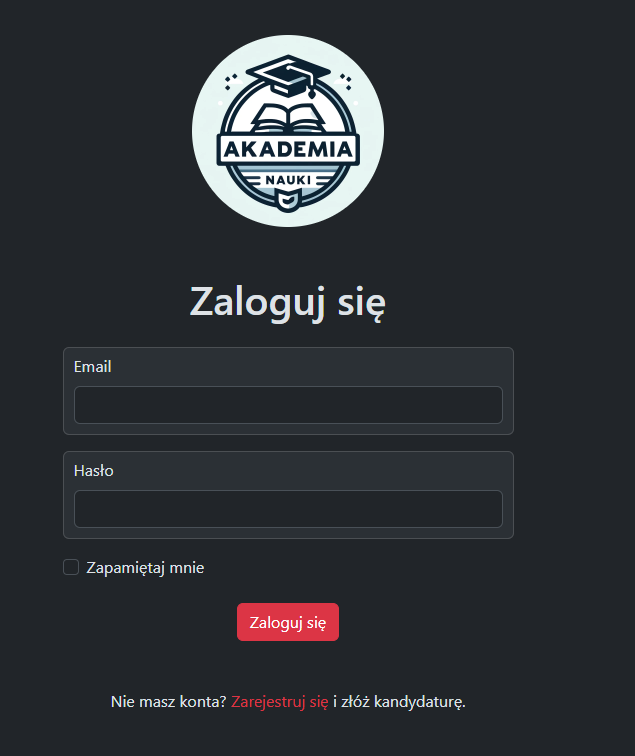 AKADEMIA
NAUKI
Zaloguj się
Email
Hasło
Zapamiętaj mnie
Zaloguj się
Nie masz konta? Zarejestruj się i złóż kandydaturę.